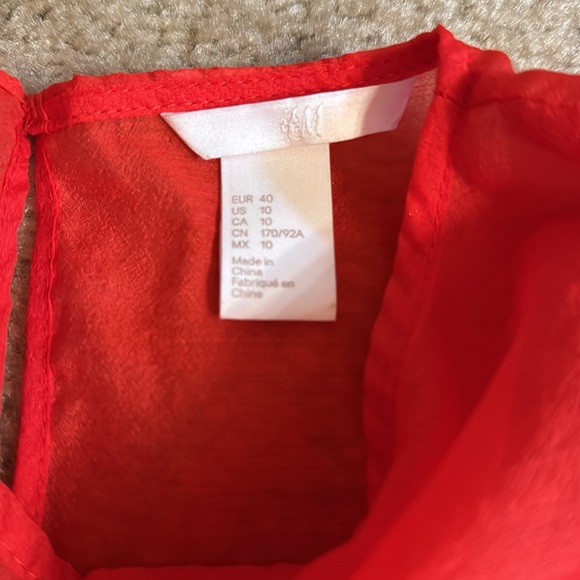 H&M
EUR 40
US 10
CA 10
CN 170/92A
MX 10
Made in
China
Fabriqué en
Chine